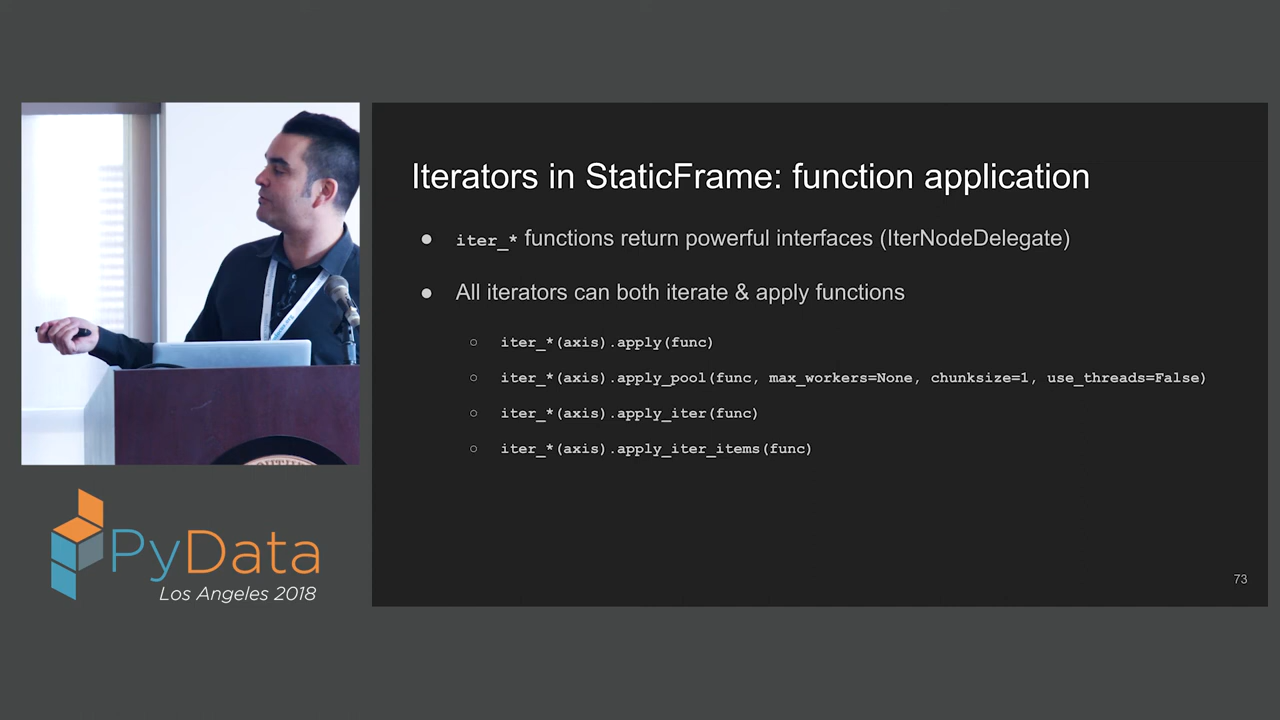 Iterators in StaticFrame: function application
● iter_* functions return powerful interfaces (IterNodeDelegate)
● All iterators can both iterate & apply functions
○ iter_*(axis).apply(func)
○ iter_*(axis).apply_pool(func, max_workers=None, chunksize=1, use_threads=False)
○ iter_*(axis).apply_iter(func)
○ iter_*(axis).apply_iter_items(func)
73
PyData
Los Angeles 2018